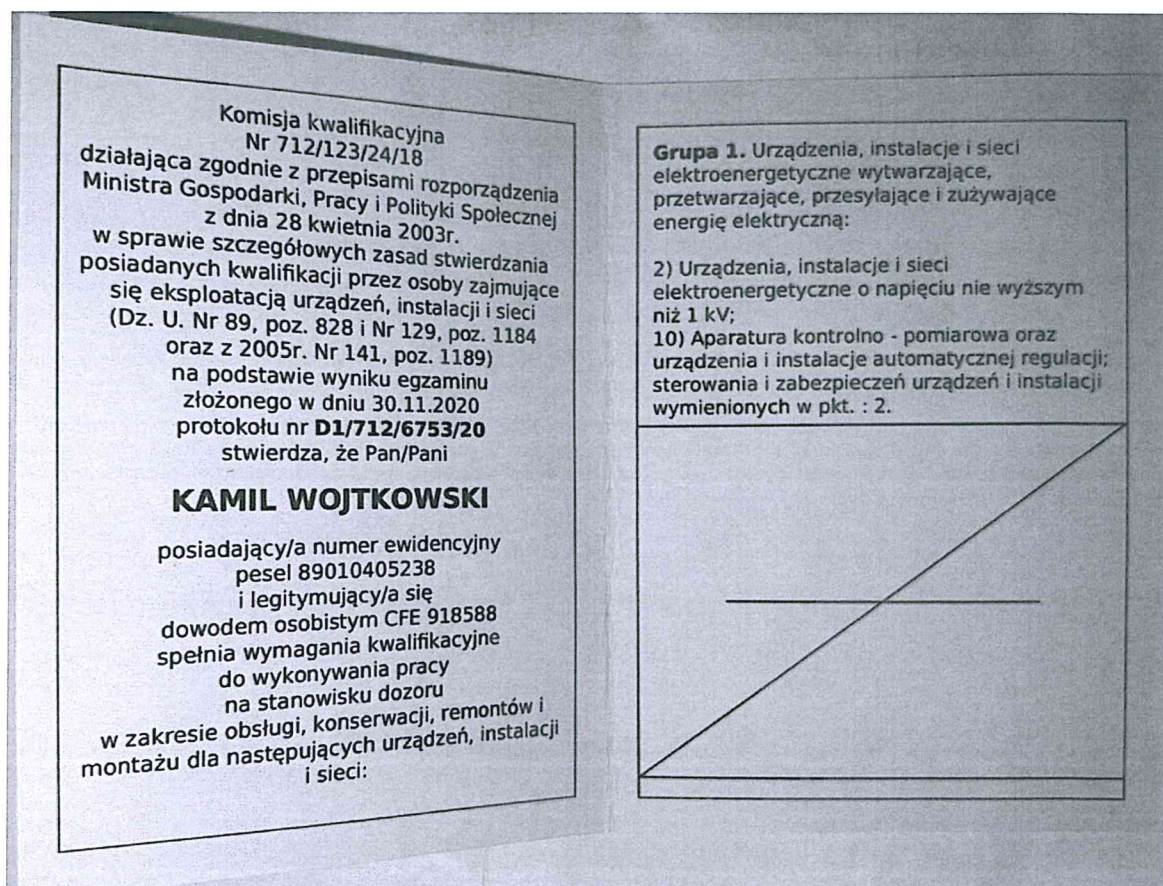 Komisja kwalifikacyjna
Nr 712/123/24/18
działająca zgodnie z przepisami rozporządzenia
Ministra Gospodarki, Pracy i Polityki Społecznej
z dnia 28 kwietnia 2003r.
w sprawie szczegółowych zasad stwierdzania
posiadanych kwalifikacji przez osoby zajmujące
się eksploatacją urządzeń, instalacji i sieci
(Dz. U. Nr 89, poz. 828 i Nr 129, poz. 1184
oraz z 2005r. Nr 141, poz. 1189)
na podstawie wyniku egzaminu
złożonego w dniu 30.11.2020
protokołu nr D1/712/6753/20
stwierdza, że Pan/Pani
KAMIL WOJTKOWSKI
posiadający/a numer ewidencyjny
pesel 89010405238
i legitymujący/a się
dowodem osobistym CFE 918588
spełnia wymagania kwalifikacyjne
do wykonywania pracy
na stanowisku dozoru
w zakresie obsługi, konserwacji, remontów i
montażu dla następujących urządzeń, instalacji
i sieci:
Grupa 1. Urządzenia, instalacje i sieci
elektroenergetyczne wytwarzające,
przetwarzające, przesyłające i zużywające
energię elektryczną:
2) Urządzenia, instalacje i sieci
elektroenergetyczne o napięciu nie wyższym
niż 1 kV;
10) Aparatura kontrolno - pomiarowa oraz
urządzenia i instalacje automatycznej regulacji;
sterowania i zabezpieczeń urządzeń i instalacji
wymienionych w pkt. : 2.